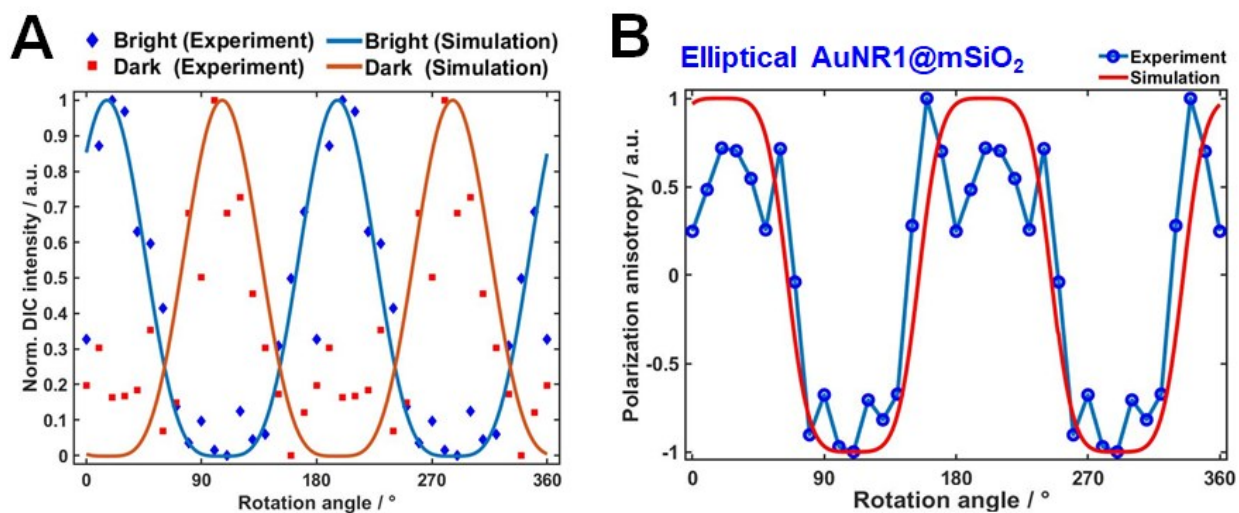 A
Bright (Experiment)
Bright (Simulation)
Dark (Experiment)
Dark (Simulation)
Norm. DIC intensity / a.u.
1
0.9
0.8
0.7
0.6
0.5
0.4
0.3
0.2
0.1
0
0 90 180 270 360
Rotation angle / °
B
Elliptical AuNR1@mSiO₂
Experiment
Simulation
Polarization anisotropy / a.u.
1
0.5
0
-0.5
-1
0 90 180 270 360
Rotation angle / °